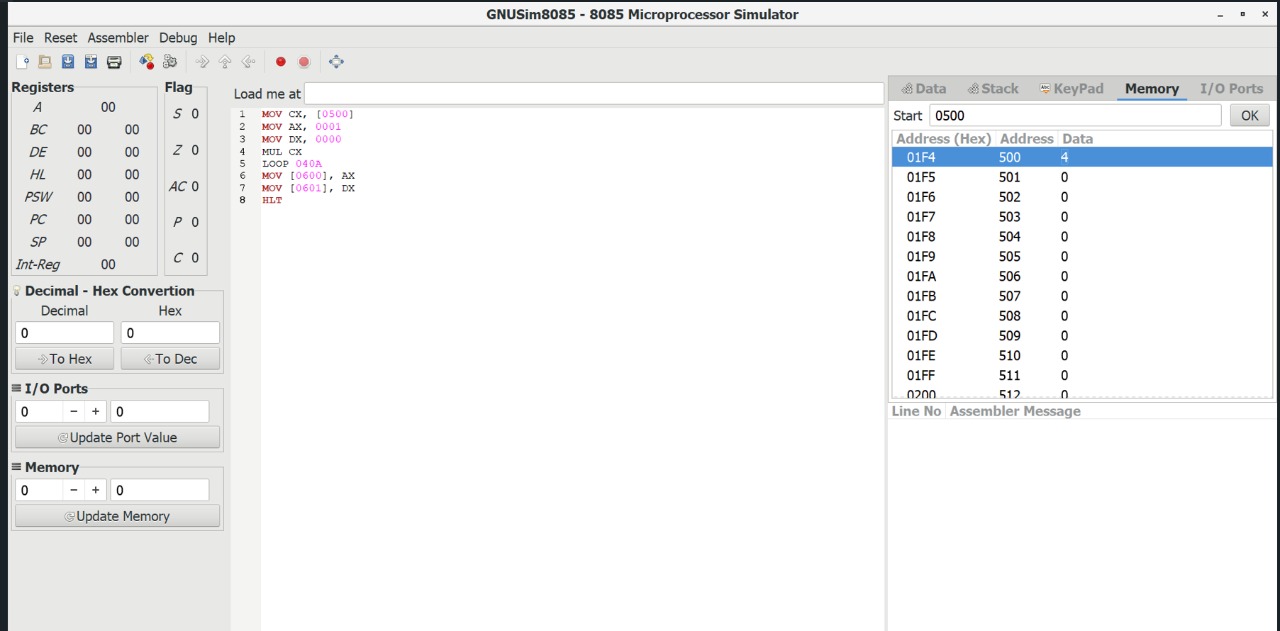 GNUSim8085 - 8085 Microprocessor Simulator
File Reset Assembler Debug Help
Registers
A 00
BC 00 00
DE 00 00
HL 00 00
PSW 00 00
PC 00 00
SP 00 00
Int-Reg 00
Flag
S 0
Z 0
AC 0
P 0
C 0
Decimal - Hex Convertion
Decimal Hex
0 0
To Hex To Dec
I/O Ports
0 - + 0
Update Port Value
Memory
0 - + 0
Update Memory
Load me at
1 MOV CX, [0500]
2 MOV AX, 0001
3 MOV DX, 0000
4 MUL CX
5 LOOP 040A
6 MOV [0600], AX
7 MOV [0601], DX
8 HLT
Data Stack KeyPad Memory I/O Ports
Start 0500 OK
Address (Hex) Address Data
01F4 500 4
01F5 501 0
01F6 502 0
01F7 503 0
01F8 504 0
01F9 505 0
01FA 506 0
01FB 507 0
01FC 508 0
01FD 509 0
01FE 510 0
01FF 511 0
0200 512 0
Line No Assembler Message